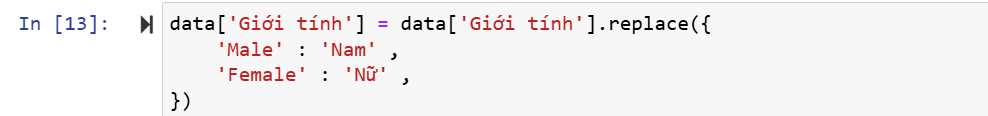 In [13]: data['Giới tính'] = data['Giới tính'].replace({
'Male' : 'Nam' ,
'Female' : 'Nữ' ,
})